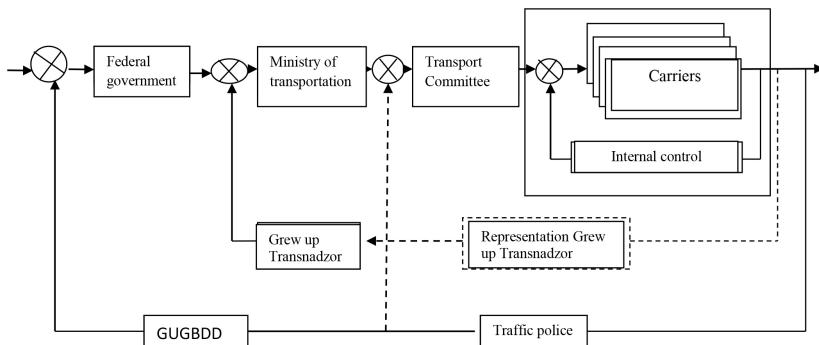 Federal
government
Ministry of
transportation
Transport
Committee
Carriers
Internal control
Grew up
Transnadzor
Representation Grew
up Transnadzor
GUGBDD
Traffic police